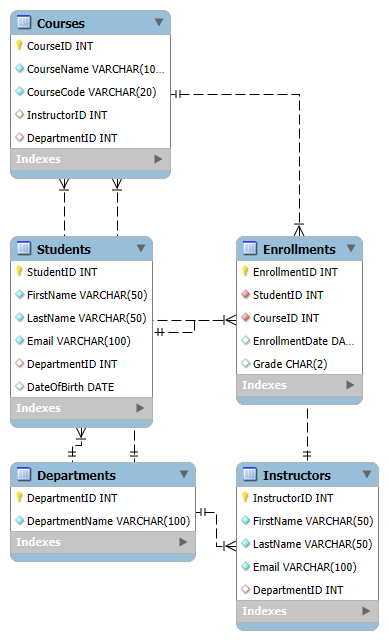 Courses
CourseID INT
CourseName VARCHAR(10...
CourseCode VARCHAR(20)
InstructorID INT
DepartmentID INT
Indexes
Students
StudentID INT
FirstName VARCHAR(50)
LastName VARCHAR(50)
Email VARCHAR(100)
DepartmentID INT
DateOfBirth DATE
Indexes
Enrollments
EnrollmentID INT
StudentID INT
CourseID INT
EnrollmentDate DA...
Grade CHAR(2)
Indexes
Departments
DepartmentID INT
DepartmentName VARCHAR(100)
Indexes
Instructors
InstructorID INT
FirstName VARCHAR(50)
LastName VARCHAR(50)
Email VARCHAR(100)
DepartmentID INT
Indexes